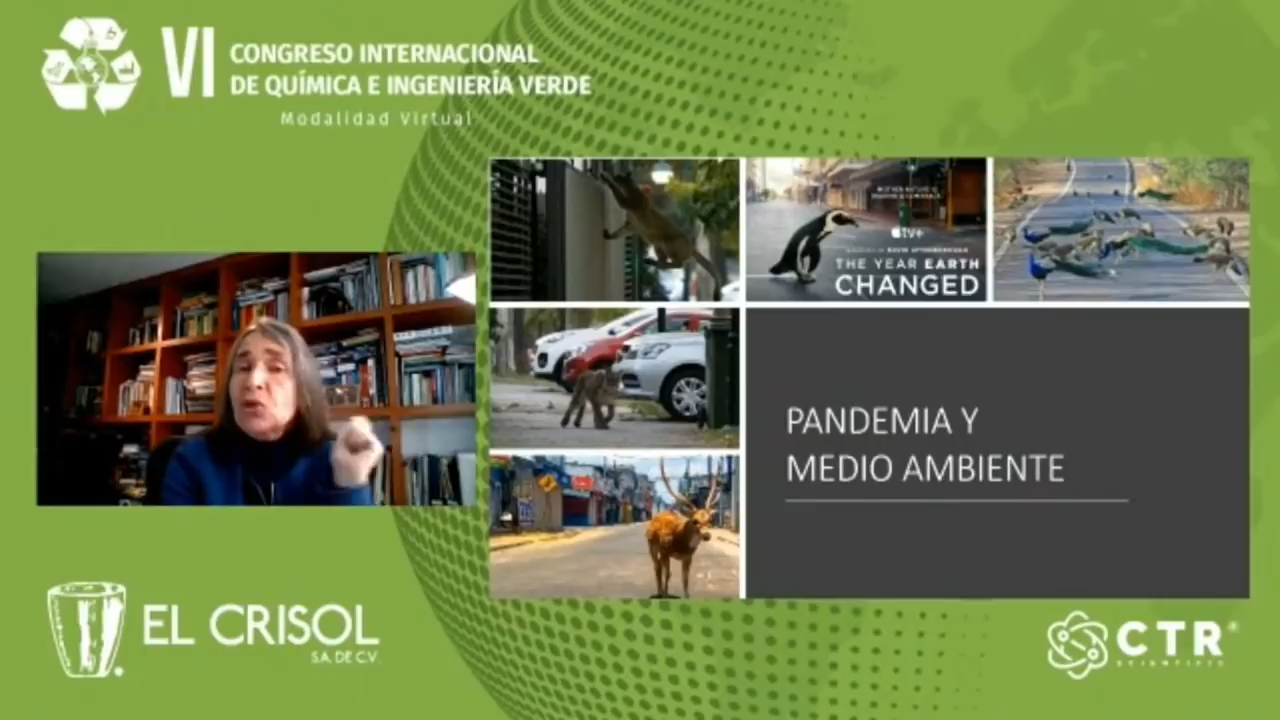 VI
CONGRESO INTERNACIONAL
DE QUÍMICA E INGENIERÍA VERDE
Modalidad Virtual
tv+
THE YEAR EARTH
CHANGED
PANDEMIA Y
MEDIO AMBIENTE
EL CRISOL
S.A. DE C.V.
CTR
SCIENTIFIC